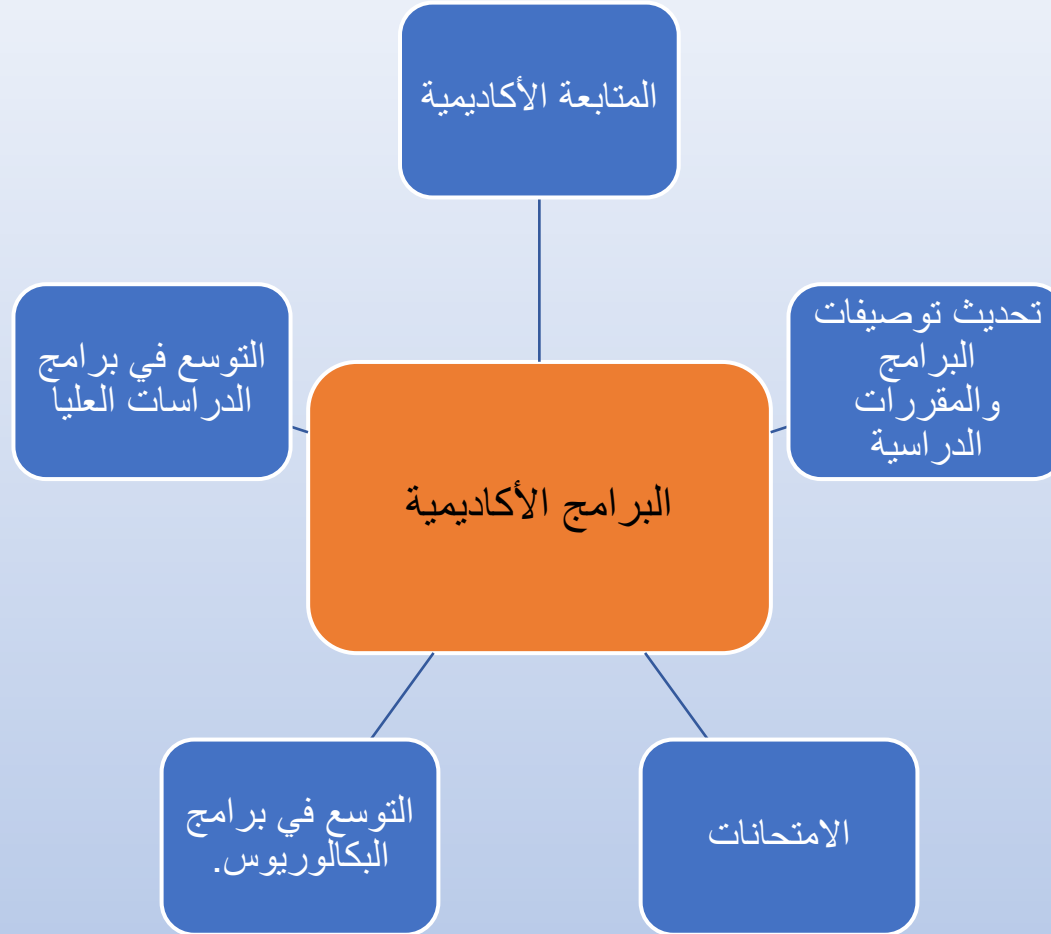 المتابعة الأكاديمية
تحديث توصيفات
البرامج
والمقررات
الدراسية
التوسع في برامج
الدراسات العليا
البرامج الأكاديمية
الامتحانات
التوسع في برامج
البكالوريوس.